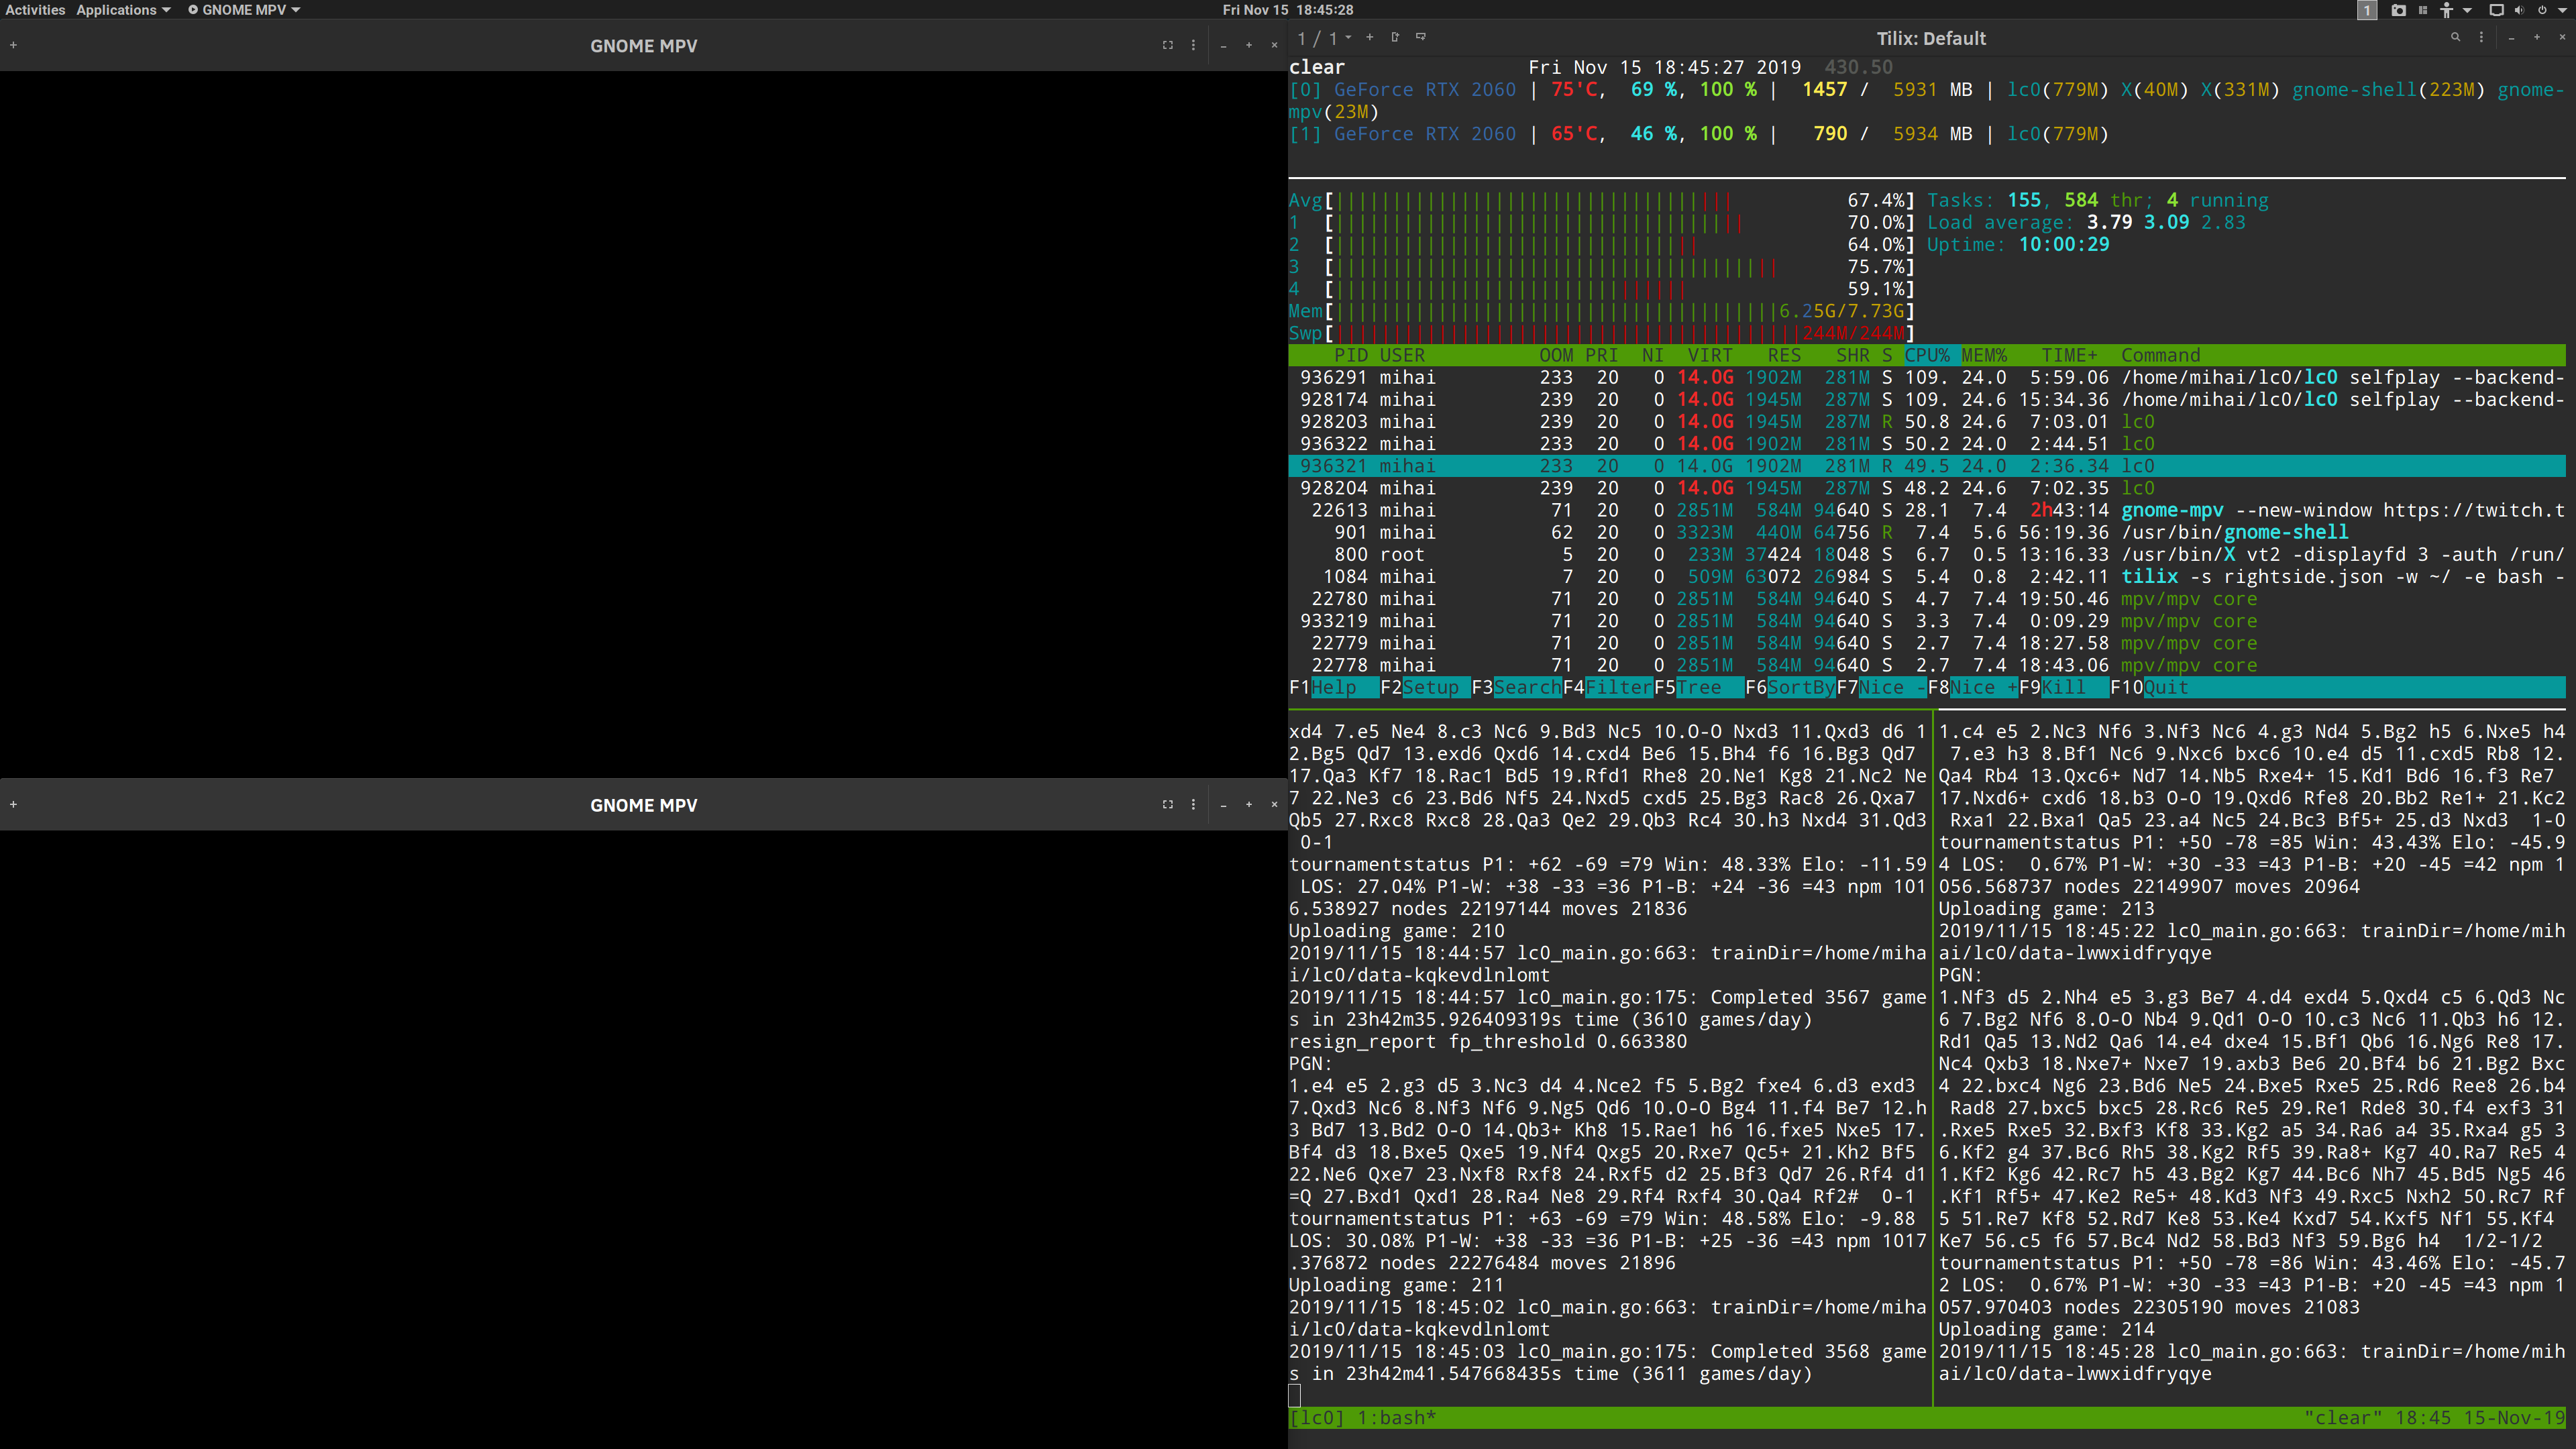 Activities Applications GNOME MPV Fri Nov 15 18:45:28 1
GNOME MPV
GNOME MPV
1 / 1 Tilix: Default
clear Fri Nov 15 18:45:27 2019 430.50
[0] GeForce RTX 2060 | 75'C, 69 %, 100 % | 1457 / 5931 MB | lc0(779M) X(40M) X(331M) gnome-shell(223M) gnome-
mpv(23M)
[1] GeForce RTX 2060 | 65'C, 46 %, 100 % | 790 / 5934 MB | lc0(779M)
Avg[ 67.4%] Tasks: 155, 584 thr; 4 running
1 [ 70.0%] Load average: 3.79 3.09 2.83
2 [ 64.0%] Uptime: 10:00:29
3 [ 75.7%]
4 [ 59.1%]
Mem[ 6.25G/7.73G]
Swp[ 244M/244M]
PID USER OOM PRI NI VIRT RES SHR S CPU% MEM% TIME+ Command
936291 mihai 233 20 0 14.0G 1902M 281M S 109. 24.0 5:59.06 /home/mihai/lc0/lc0 selfplay --backend-
928174 mihai 239 20 0 14.0G 1945M 287M S 109. 24.6 15:34.36 /home/mihai/lc0/lc0 selfplay --backend-
928203 mihai 239 20 0 14.0G 1945M 287M R 50.8 24.6 7:03.01 lc0
936322 mihai 233 20 0 14.0G 1902M 281M S 50.2 24.0 2:44.51 lc0
936321 mihai 233 20 0 14.0G 1902M 281M R 49.5 24.0 2:36.34 lc0
928204 mihai 239 20 0 14.0G 1945M 287M S 48.2 24.6 7:02.35 lc0
22613 mihai 71 20 0 2851M 584M 94640 S 28.1 7.4 2h43:14 gnome-mpv --new-window https://twitch.t
901 mihai 62 20 0 3323M 440M 64756 R 7.4 5.6 56:19.36 /usr/bin/gnome-shell
800 root 5 20 0 233M 37424 18048 S 6.7 0.5 13:16.33 /usr/bin/X vt2 -displayfd 3 -auth /run/
1084 mihai 7 20 0 509M 63072 26984 S 5.4 0.8 2:42.11 tilix -s rightside.json -w ~/ -e bash -
22780 mihai 71 20 0 2851M 584M 94640 S 4.7 7.4 19:50.46 mpv/mpv core
933219 mihai 71 20 0 2851M 584M 94640 S 3.3 7.4 0:09.29 mpv/mpv core
22779 mihai 71 20 0 2851M 584M 94640 S 2.7 7.4 18:27.58 mpv/mpv core
22778 mihai 71 20 0 2851M 584M 94640 S 2.7 7.4 18:43.06 mpv/mpv core
F1Help F2Setup F3SearchF4FilterF5Tree F6SortByF7Nice -F8Nice +F9Kill F10Quit
xd4 7.e5 Ne4 8.c3 Nc6 9.Bd3 Nc5 10.O-O Nxd3 11.Qxd3 d6 1
2.Bg5 Qd7 13.exd6 Qxd6 14.cxd4 Be6 15.Bh4 f6 16.Bg3 Qd7
17.Qa3 Kf7 18.Rac1 Bd5 19.Rfd1 Rhe8 20.Ne1 Kg8 21.Nc2 Ne
7 22.Ne3 c6 23.Bd6 Nf5 24.Nxd5 cxd5 25.Bg3 Rac8 26.Qxa7
Qb5 27.Rxc8 Rxc8 28.Qa3 Qe2 29.Qb3 Rc4 30.h3 Nxd4 31.Qd3
0-1
tournamentstatus P1: +62 -69 =79 Win: 48.33% Elo: -11.59
LOS: 27.04% P1-W: +38 -33 =36 P1-B: +24 -36 =43 npm 101
6.538927 nodes 22197144 moves 21836
Uploading game: 210
2019/11/15 18:44:57 lc0_main.go:663: trainDir=/home/miha
i/lc0/data-kqkevdlnlomt
2019/11/15 18:44:57 lc0_main.go:175: Completed 3567 game
s in 23h42m35.926409319s time (3610 games/day)
resign_report fp_threshold 0.663380
PGN:
1.e4 e5 2.g3 d5 3.Nc3 d4 4.Nce2 f5 5.Bg2 fxe4 6.d3 exd3
7.Qxd3 Nc6 8.Nf3 Nf6 9.Ng5 Qd6 10.O-O Bg4 11.f4 Be7 12.h
3 Bd7 13.Bd2 O-O 14.Qb3+ Kh8 15.Rae1 h6 16.fxe5 Nxe5 17.
Bf4 d3 18.Bxe5 Qxe5 19.Nf4 Qxg5 20.Rxe7 Qc5+ 21.Kh2 Bf5
22.Ne6 Qxe7 23.Nxf8 Rxf8 24.Rxf5 d2 25.Bf3 Qd7 26.Rf4 d1
=Q 27.Bxd1 Qxd1 28.Ra4 Ne8 29.Rf4 Rxf4 30.Qa4 Rf2# 0-1
tournamentstatus P1: +63 -69 =79 Win: 48.58% Elo: -9.88
LOS: 30.08% P1-W: +38 -33 =36 P1-B: +25 -36 =43 npm 1017
.376872 nodes 22276484 moves 21896
Uploading game: 211
2019/11/15 18:45:02 lc0_main.go:663: trainDir=/home/miha
i/lc0/data-kqkevdlnlomt
2019/11/15 18:45:03 lc0_main.go:175: Completed 3568 game
s in 23h42m41.547668435s time (3611 games/day)
1.c4 e5 2.Nc3 Nf6 3.Nf3 Nc6 4.g3 Nd4 5.Bg2 h5 6.Nxe5 h4
7.e3 h3 8.Bf1 Nc6 9.Nxc6 bxc6 10.e4 d5 11.cxd5 Rb8 12.
Qa4 Rb4 13.Qxc6+ Nd7 14.Nb5 Rxe4+ 15.Kd1 Bd6 16.f3 Re7
17.Nxd6+ cxd6 18.b3 O-O 19.Qxd6 Rfe8 20.Bb2 Re1+ 21.Kc2
Rxa1 22.Bxa1 Qa5 23.a4 Nc5 24.Bc3 Bf5+ 25.d3 Nxd3 1-0
tournamentstatus P1: +50 -78 =85 Win: 43.43% Elo: -45.9
4 LOS: 0.67% P1-W: +30 -33 =43 P1-B: +20 -45 =42 npm 1
056.568737 nodes 22149907 moves 20964
Uploading game: 213
2019/11/15 18:45:22 lc0_main.go:663: trainDir=/home/mih
ai/lc0/data-lwwxidfryqye
PGN:
1.Nf3 d5 2.Nh4 e5 3.g3 Be7 4.d4 exd4 5.Qxd4 c5 6.Qd3 Nc
6 7.Bg2 Nf6 8.O-O Nb4 9.Qd1 O-O 10.c3 Nc6 11.Qb3 h6 12.
Rd1 Qa5 13.Nd2 Qa6 14.e4 dxe4 15.Bf1 Qb6 16.Ng6 Re8 17.
Nc4 Qxb3 18.Nxe7+ Nxe7 19.axb3 Be6 20.Bf4 b6 21.Bg2 Bxc
4 22.bxc4 Ng6 23.Bd6 Ne5 24.Bxe5 Rxe5 25.Rd6 Ree8 26.b4
Rad8 27.bxc5 bxc5 28.Rc6 Re5 29.Re1 Rde8 30.f4 exf3 31
.Rxe5 Rxe5 32.Bxf3 Kf8 33.Kg2 a5 34.Ra6 a4 35.Rxa4 g5 3
6.Kf2 g4 37.Bc6 Rh5 38.Kg2 Rf5 39.Ra8+ Kg7 40.Ra7 Re5 4
1.Kf2 Kg6 42.Rc7 h5 43.Bg2 Kg7 44.Bc6 Nh7 45.Bd5 Ng5 46
.Kf1 Rf5+ 47.Ke2 Re5+ 48.Kd3 Nf3 49.Rxc5 Nxh2 50.Rc7 Rf
5 51.Re7 Kf8 52.Rd7 Ke8 53.Ke4 Kxd7 54.Kxf5 Nf1 55.Kf4
Ke7 56.c5 f6 57.Bc4 Nd2 58.Bd3 Nf3 59.Bg6 h4 1/2-1/2
tournamentstatus P1: +50 -78 =86 Win: 43.46% Elo: -45.7
2 LOS: 0.67% P1-W: +30 -33 =43 P1-B: +20 -45 =43 npm 1
057.970403 nodes 22305190 moves 21083
Uploading game: 214
2019/11/15 18:45:28 lc0_main.go:663: trainDir=/home/mih
ai/lc0/data-lwwxidfryqye
[lc0] 1:bash* "clear" 18:45 15-Nov-19